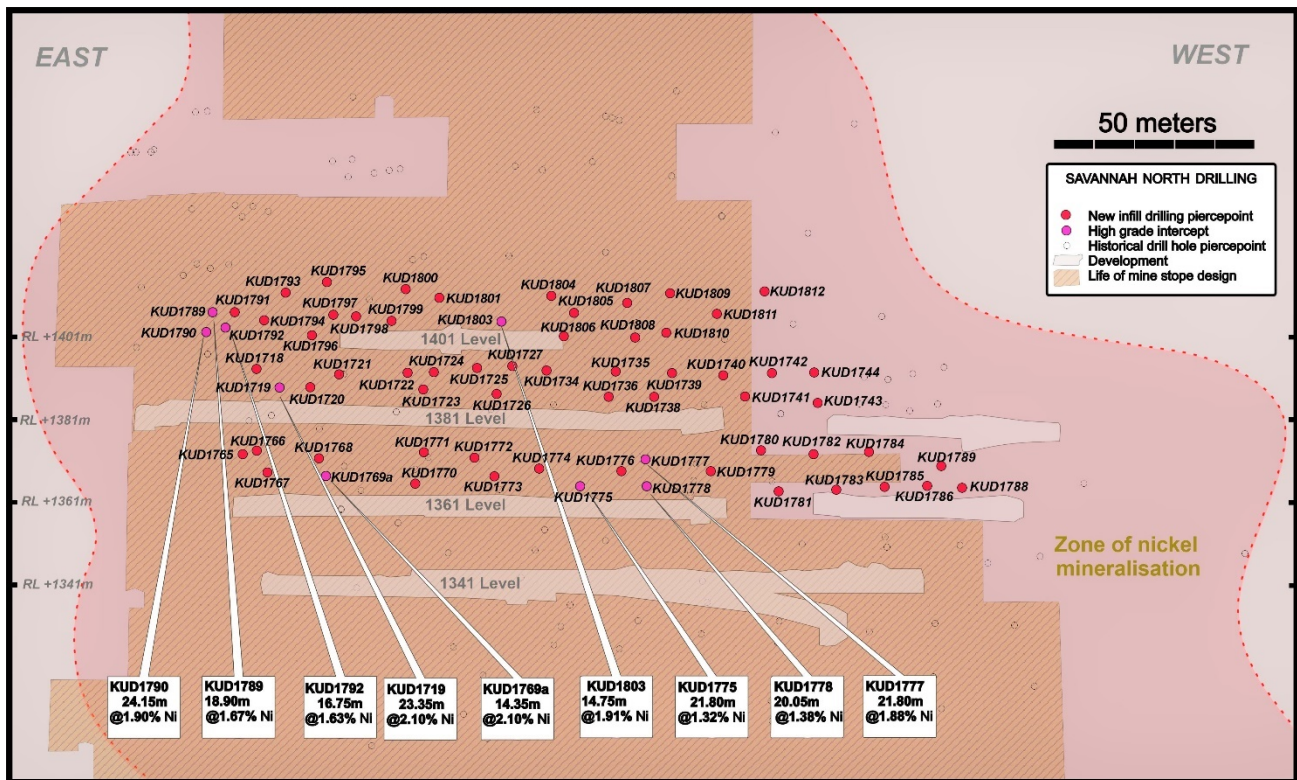 EAST
WEST
50 meters
SAVANNAH NORTH DRILLING
New infill drilling piercepoint
High grade intercept
Historical drill hole piercepoint
Development
Life of mine stope design
KUD1795
KUD1793
KUD1800
KUD1804
KUD1807
KUD1809
KUD1812
KUD1789
KUD1791
KUD1797
KUD1799
KUD1801
KUD1805
KUD1811
KUD1790
KUD1792
KUD1794
KUD1798
KUD1803
KUD1806
KUD1808
KUD1810
RL +1401m
KUD1796
1401 Level
KUD1718
KUD1721
KUD1724
KUD1727
KUD1735
KUD1740
KUD1742
KUD1744
KUD1719
KUD1720
KUD1722
KUD1725
KUD1734
KUD1736
KUD1739
KUD1723
KUD1726
KUD1738
KUD1741
KUD1743
RL +1381m
1381 Level
KUD1766
KUD1768
KUD1771
KUD1772
KUD1780
KUD1782
KUD1784
KUD1765
KUD1774
KUD1776
KUD1777
KUD1789
KUD1767
KUD1769a
KUD1770
KUD1773
KUD1775
KUD1778
KUD1779
KUD1783
KUD1785
KUD1786
KUD1788
KUD1781
RL +1361m
1361 Level
Zone of nickel
mineralisation
RL +1341m
1341 Level
KUD1790
24.15m
@1.90% Ni
KUD1789
18.90m
@1.67% Ni
KUD1792
16.75m
@1.63% Ni
KUD1719
23.35m
@2.10% Ni
KUD1769a
14.35m
@2.10% Ni
KUD1803
14.75m
@1.91% Ni
KUD1775
21.80m
@1.32% Ni
KUD1778
20.05m
@1.38% Ni
KUD1777
21.80m
@1.88% Ni